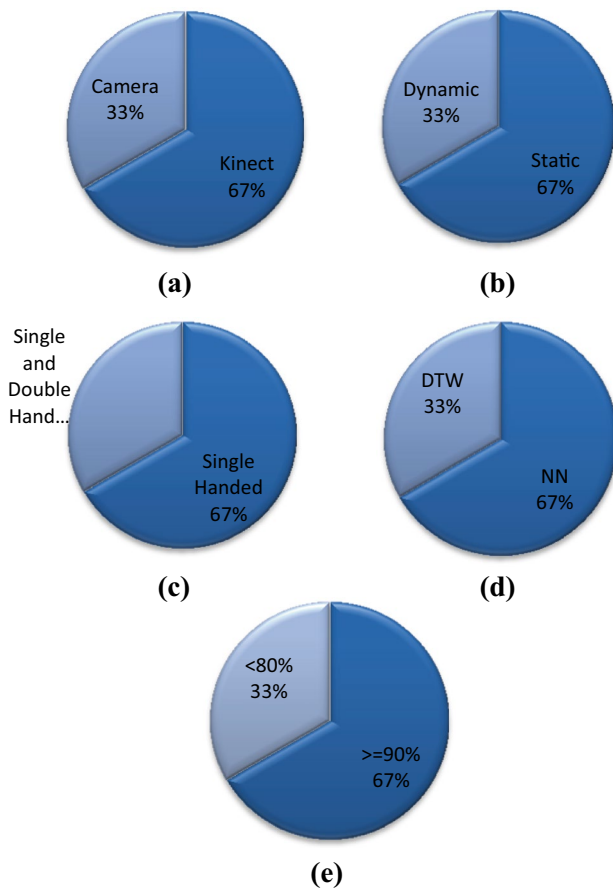 Camera
33%
Kinect
67%
(a)
Dynamic
33%
Static
67%
(b)
Single
and
Double
Hand...
Single
Handed
67%
(c)
DTW
33%
NN
67%
(d)
<80%
33%
>=90%
67%
(e)